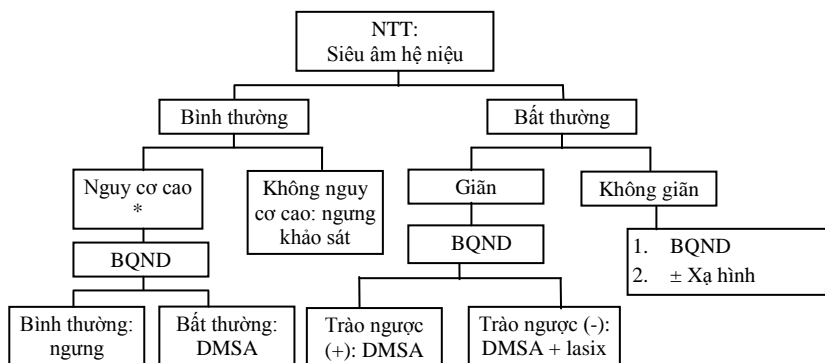 NTT:
Siêu âm hệ niệu
Bình thường
Bất thường
Nguy cơ cao
*
Không nguy
cơ cao: ngưng
khảo sát
Giãn
Không giãn
BQND
BQND
1. BQND
2. ± Xạ hình
Bình thường:
ngưng
Bất thường:
DMSA
Trào ngược
(+): DMSA
Trào ngược (-):
DMSA + lasix